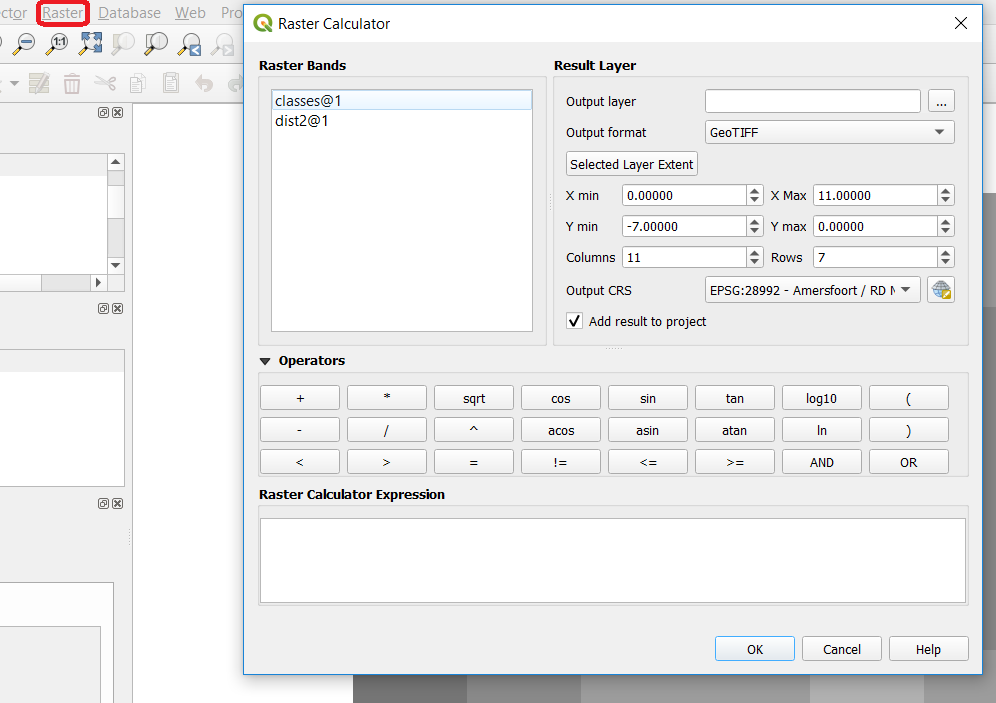 ector Raster Database Web Pro
1:1
Raster Calculator
Raster Bands
classes@1
dist2@1
Result Layer
Output layer
...
Output format GeoTIFF
Selected Layer Extent
X min 0.00000 X Max 11.00000
Y min -7.00000 Y max 0.00000
Columns 11 Rows 7
Output CRS EPSG:28992 - Amersfoort / RD N
Add result to project
Operators
+ * sqrt cos sin tan log10 (
- / ^ acos asin atan ln )
< > = != <= >= AND OR
Raster Calculator Expression
OK Cancel Help